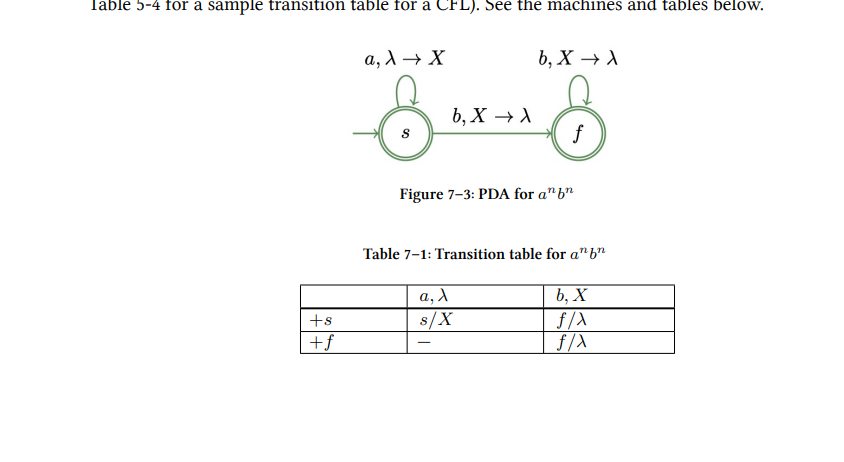 Table 5-4 for a sample transition table for a CFL). See the machines and tables below.
a, λ → X
b, X → λ
b, X → λ
s
f
Figure 7–3: PDA for aⁿbⁿ
Table 7–1: Transition table for aⁿbⁿ
a, λ b, X
+s s/X f/λ
+f – f/λ